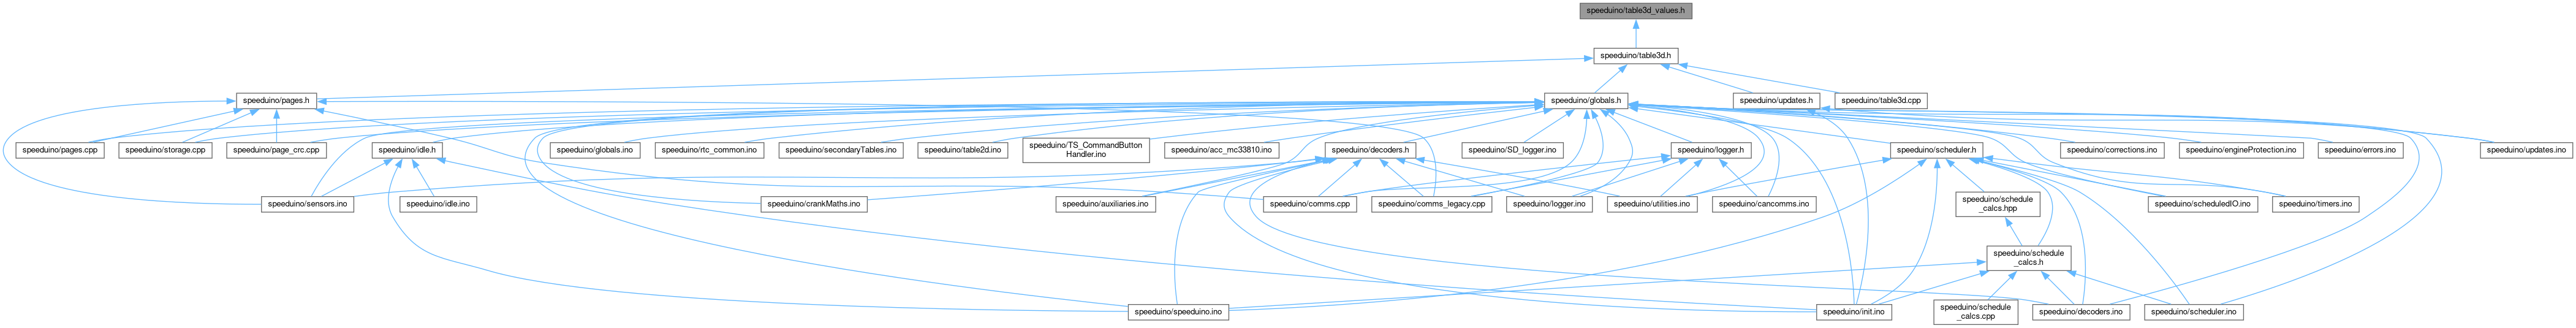 speeduino/table3d_values.h
speeduino/table3d.h
speeduino/pages.h
speeduino/globals.h
speeduino/updates.h
speeduino/table3d.cpp
speeduino/pages.cpp
speeduino/storage.cpp
speeduino/page_crc.cpp
speeduino/idle.h
speeduino/globals.ino
speeduino/rtc_common.ino
speeduino/secondaryTables.ino
speeduino/table2d.ino
speeduino/TS_CommandButton
Handler.ino
speeduino/acc_mc33810.ino
speeduino/decoders.h
speeduino/SD_logger.ino
speeduino/logger.h
speeduino/scheduler.h
speeduino/corrections.ino
speeduino/engineProtection.ino
speeduino/errors.ino
speeduino/updates.ino
speeduino/sensors.ino
speeduino/idle.ino
speeduino/crankMaths.ino
speeduino/auxiliaries.ino
speeduino/comms.cpp
speeduino/comms_legacy.cpp
speeduino/logger.ino
speeduino/utilities.ino
speeduino/cancomms.ino
speeduino/schedule
_calcs.hpp
speeduino/scheduledIO.ino
speeduino/timers.ino
speeduino/schedule
_calcs.h
speeduino/speeduino.ino
speeduino/init.ino
speeduino/schedule
_calcs.cpp
speeduino/decoders.ino
speeduino/scheduler.ino